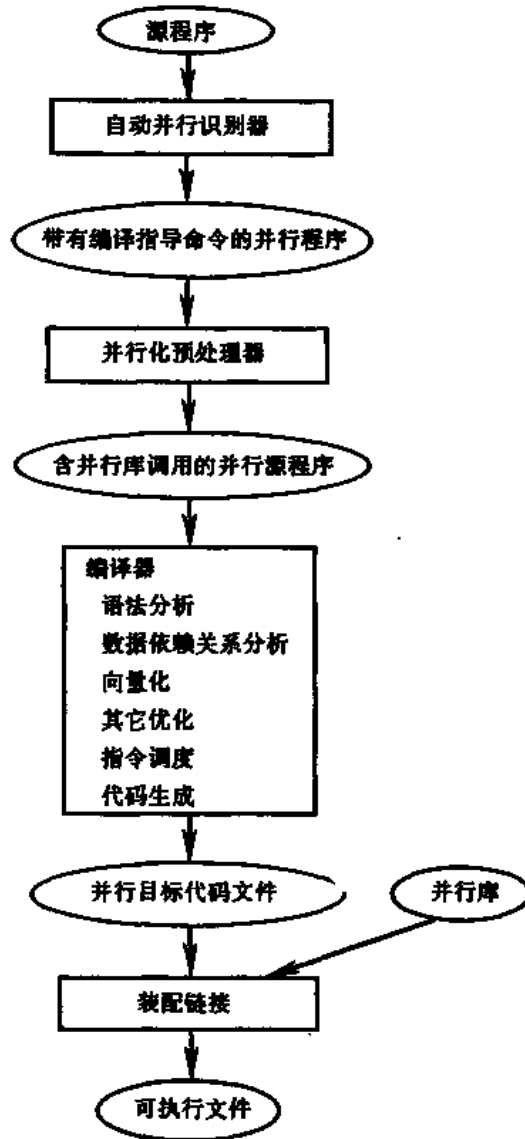 源程序
自动并行识别器
带有编译指导命令的并行程序
并行化预处理器
含并行库调用的并行源程序
编译器
语法分析
数据依赖关系分析
向量化
其它优化
指令调度
代码生成
并行目标代码文件
并行库
装配链接
可执行文件